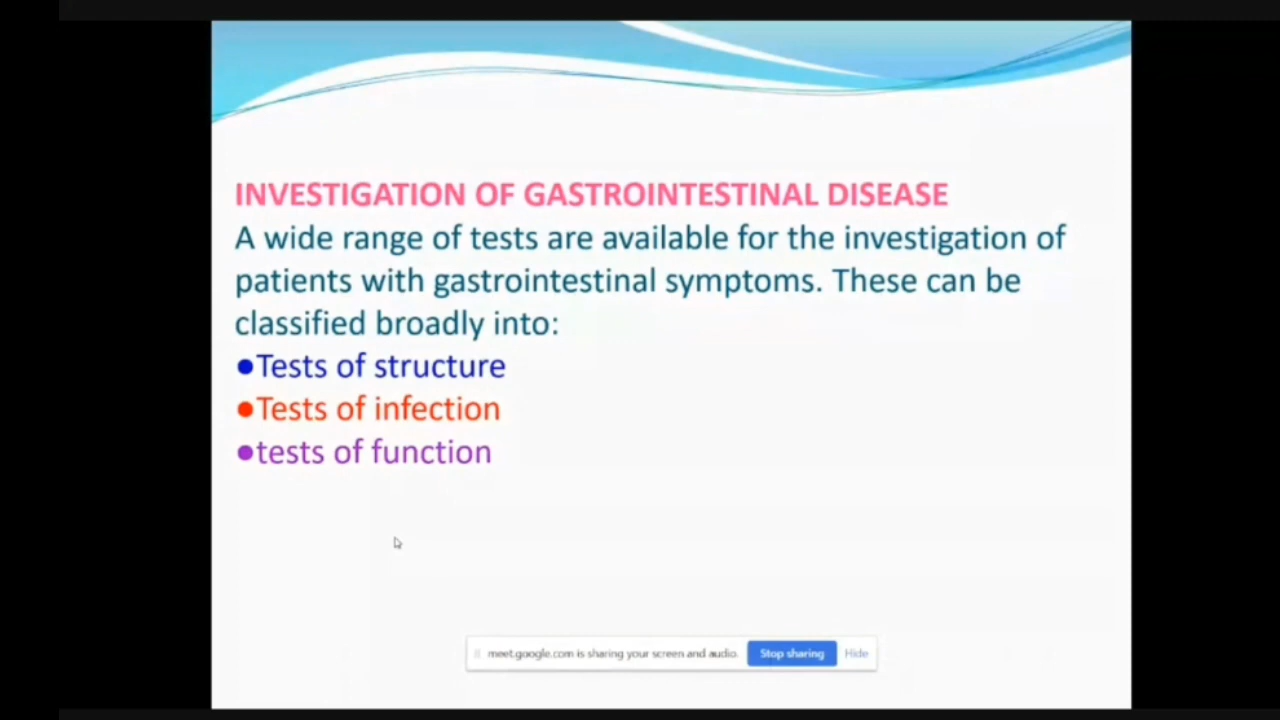 INVESTIGATION OF GASTROINTESTINAL DISEASE
A wide range of tests are available for the investigation of
patients with gastrointestinal symptoms. These can be
classified broadly into:
●Tests of structure
●Tests of infection
●tests of function
meet.google.com is sharing your screen and audio. Stop sharing Hide